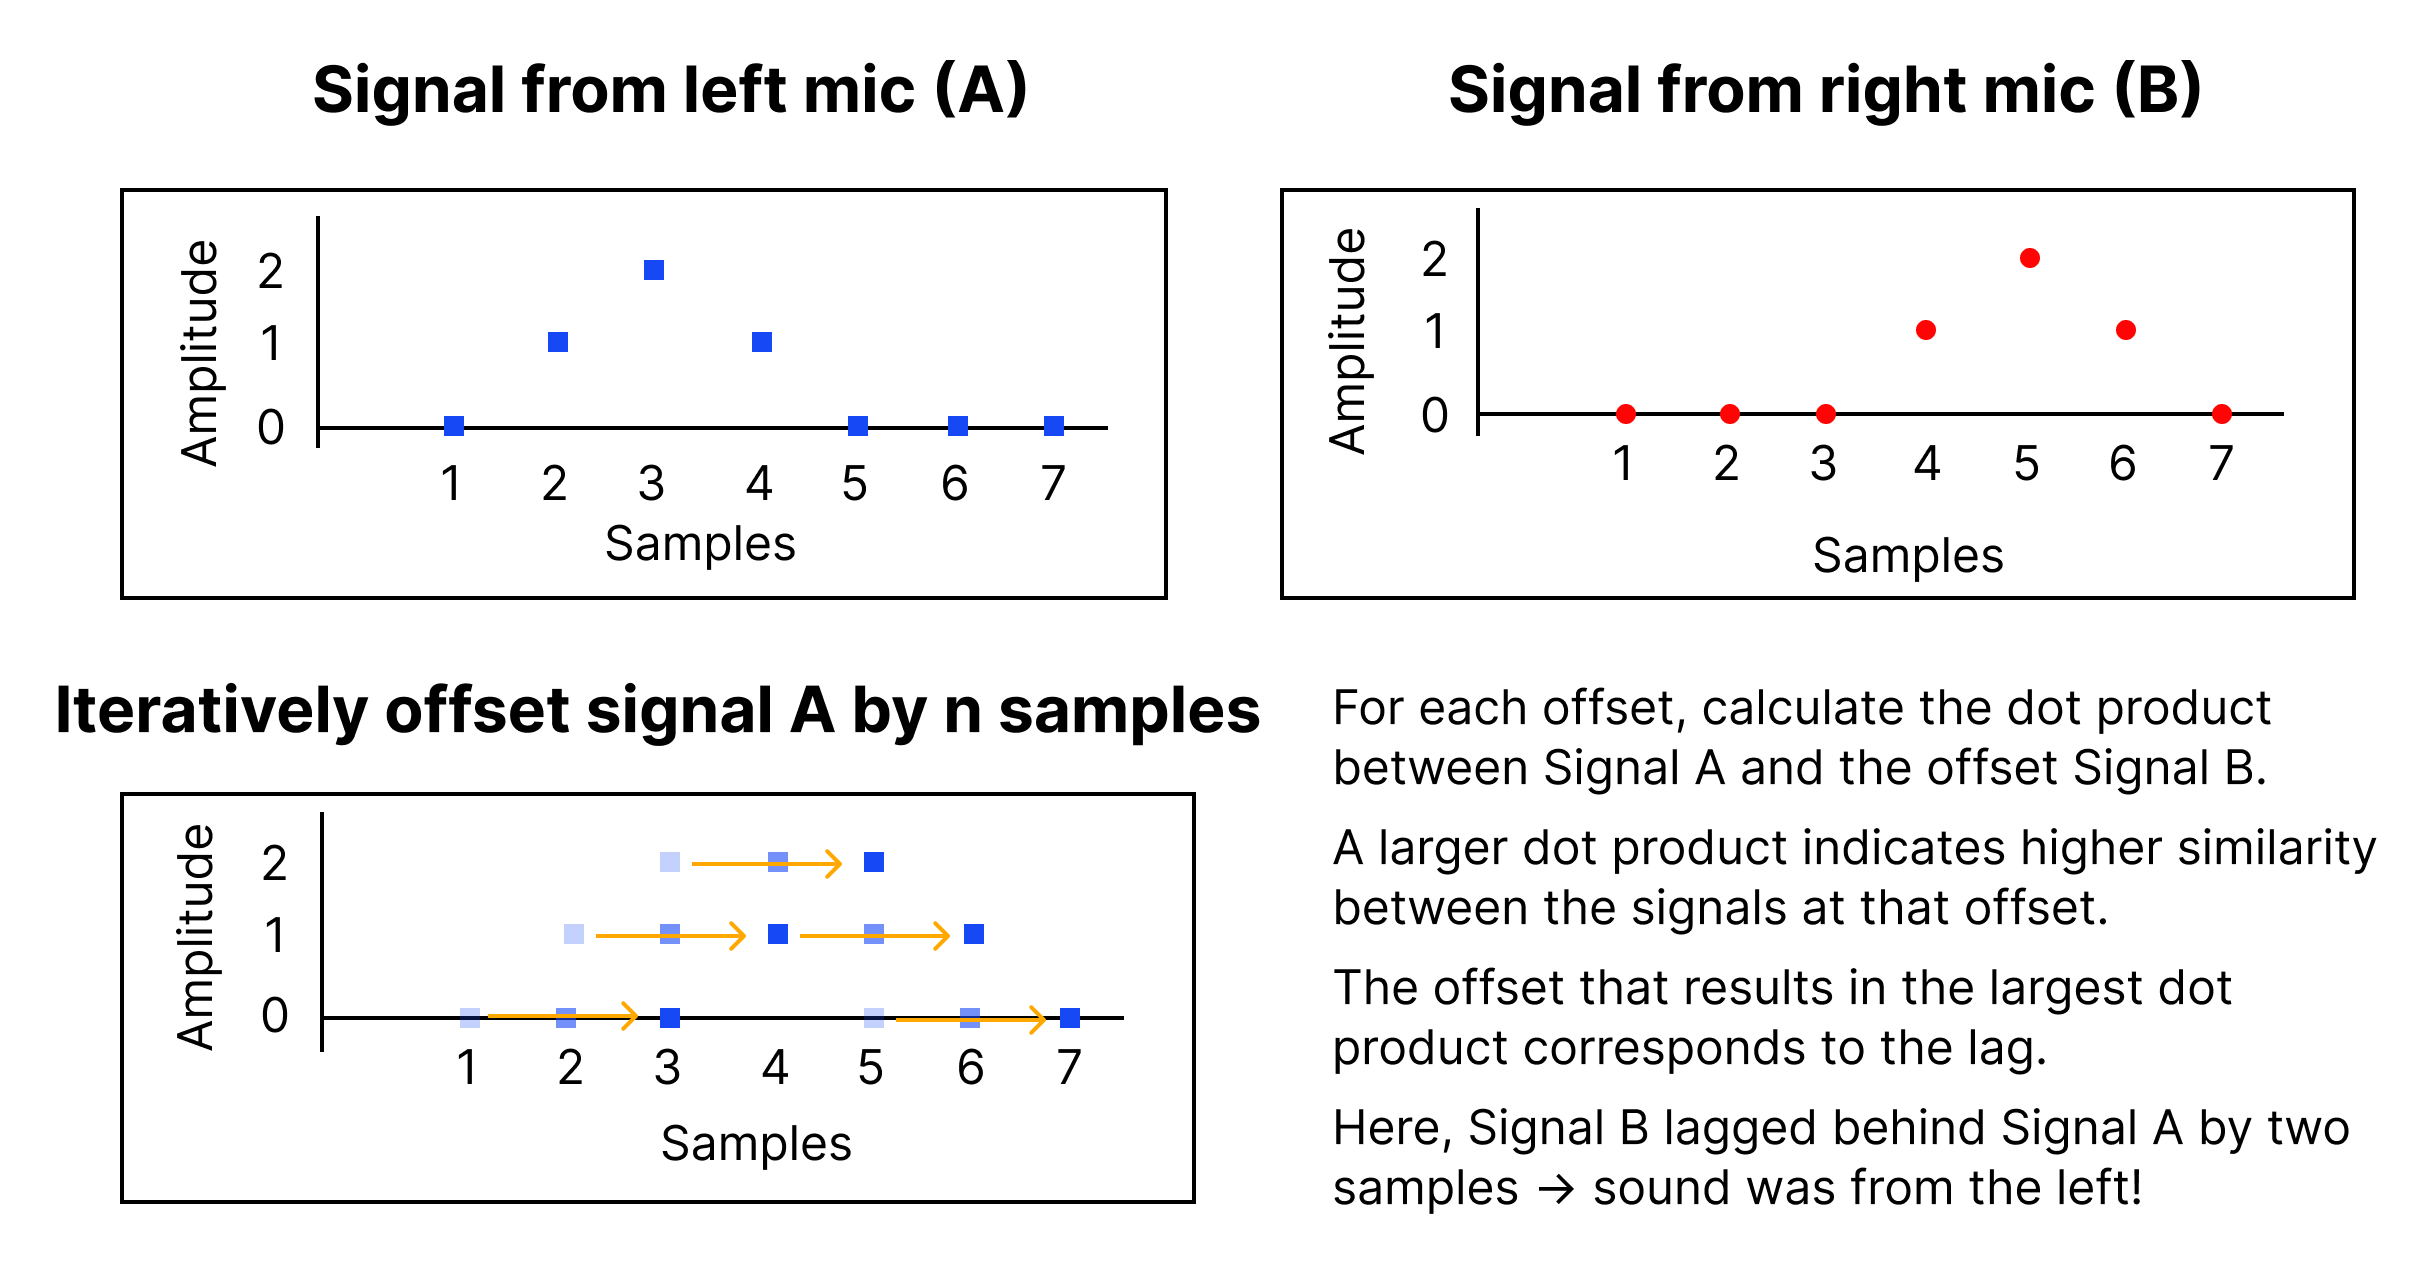 Signal from left mic (A)
Amplitude
2
1
0
1 2 3 4 5 6 7
Samples
Signal from right mic (B)
Amplitude
2
1
0
1 2 3 4 5 6 7
Samples
Iteratively offset signal A by n samples
Amplitude
2
1
0
1 2 3 4 5 6 7
Samples
For each offset, calculate the dot product
between Signal A and the offset Signal B.
A larger dot product indicates higher similarity
between the signals at that offset.
The offset that results in the largest dot
product corresponds to the lag.
Here, Signal B lagged behind Signal A by two
samples → sound was from the left!